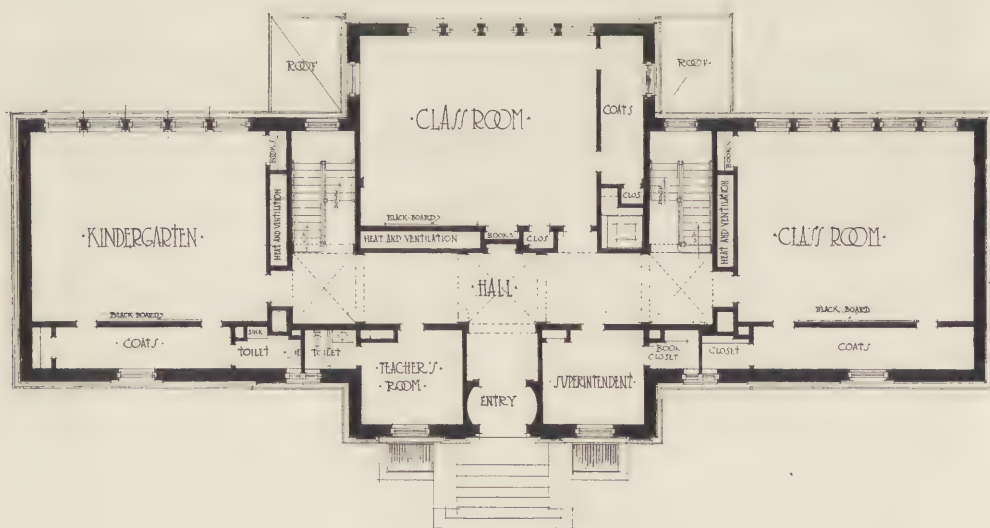 ROOF
ROOF
·CLASS ROOM·
COATS
BOOKS
BOOKS
CLOS
HEAT AND VENTILATION
HEAT AND VENTILATION
BLACK-BOARDS
·KINDERGARTEN·
HEAT AND VENTILATION
BOOKS
CLOS
·CLASS ROOM·
·HALL·
BLACK BOARDS
BLACK BOARD
SINK
·COATS·
TOILET
TOILET
BOOK
CLOSET
CLOSET
COATS
·TEACHER'S·
·ROOM·
·SUPERINTENDENT·
ENTRY